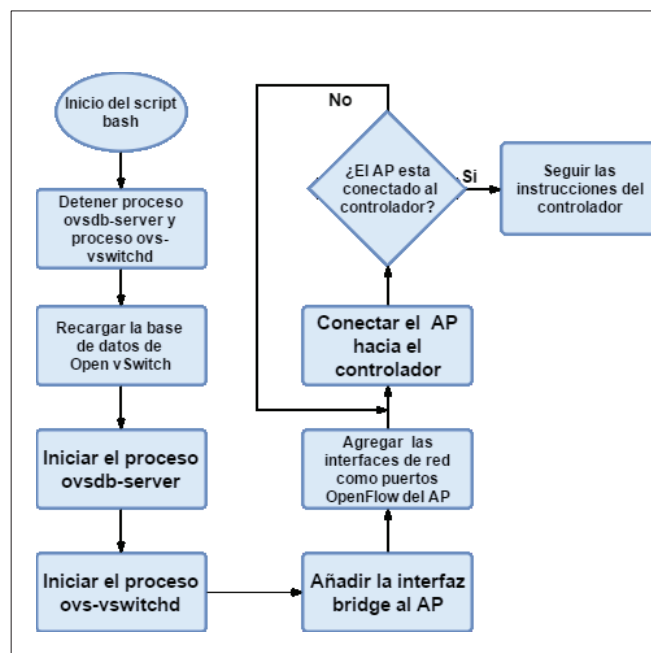 Inicio del script
bash
Detener proceso
ovsdb-server y
proceso ovs-
vswitchd
Recargar la base
de datos de
Open vSwitch
Iniciar el proceso
ovsdb-server
Iniciar el proceso
ovs-vswitchd
Añadir la interfaz
bridge al AP
Agregar las
interfaces de red
como puertos
OpenFlow del AP
Conectar el AP
hacia el
controlador
¿El AP esta
conectado al
controlador?
No
Si
Seguir las
instrucciones del
controlador